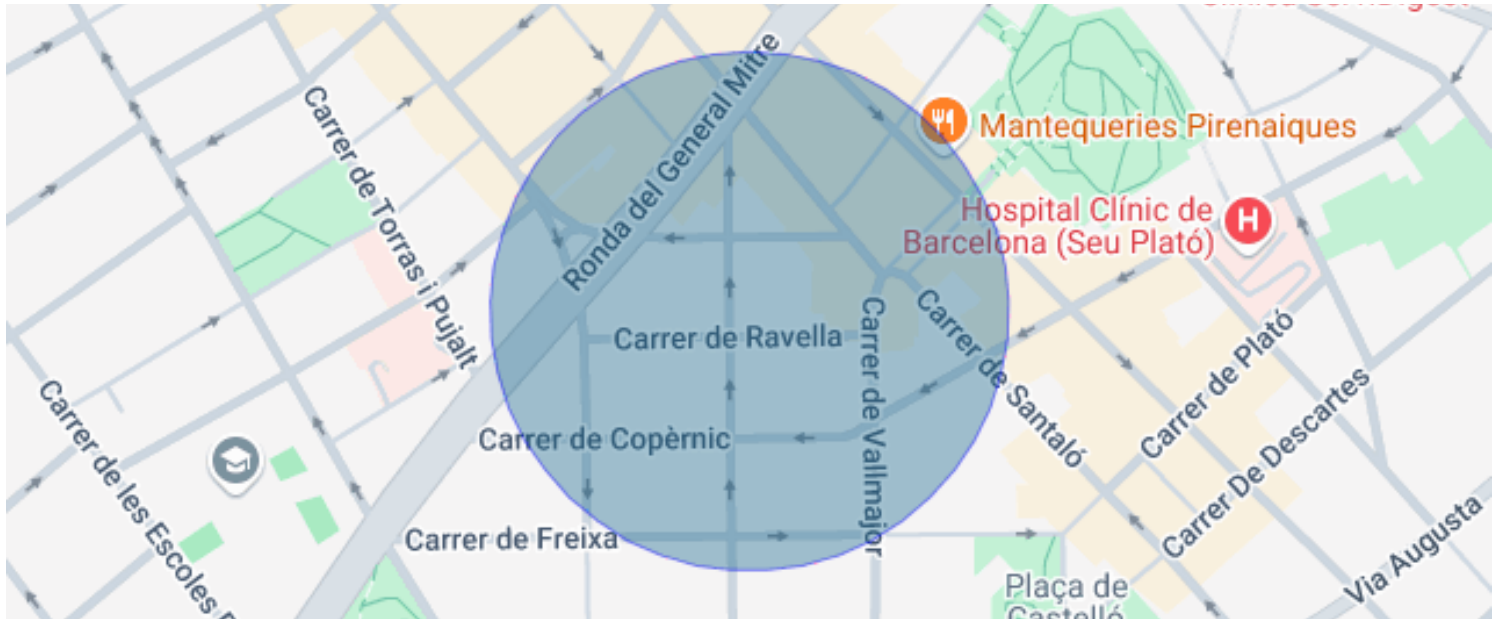 Ronda del General Mitre
Carrer de Torras i Pujalt
Mantequeries Pirenaiques
Hospital Clínic de
Barcelona (Seu Plató)
H
Carrer de Ravella
Carrer de Vallmajor
Carrer de Santaló
Carrer de Plató
Carrer De Descartes
Carrer de Copèrnic
Carrer de les Escoles
Carrer de Freixa
Via Augusta
Plaça de
Castelló